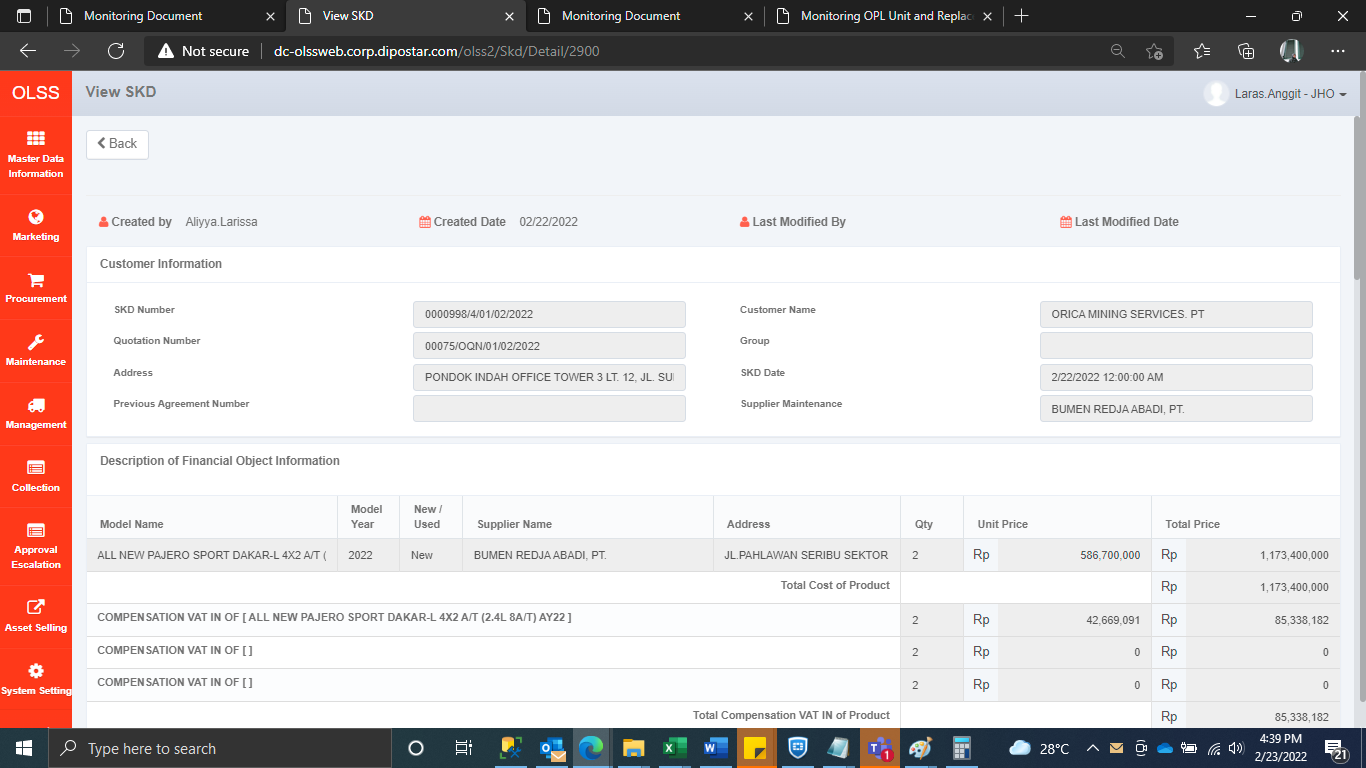 Monitoring Document
View SKD
Monitoring Document
Monitoring OPL Unit and Replac
Not secure
dc-olssweb.corp.dipostar.com/olss2/Skd/Detail/2900
OLSS
View SKD
Laras.Anggit - JHO
Back
Master Data
Information
Marketing
Procurement
Maintenance
Management
Collection
Approval
Escalation
Asset Selling
System Setting
Created by Aliyya.Larissa
Created Date 02/22/2022
Last Modified By
Last Modified Date
Customer Information
SKD Number 0000998/4/01/02/2022
Customer Name ORICA MINING SERVICES. PT
Quotation Number 00075/OQN/01/02/2022
Group
Address PONDOK INDAH OFFICE TOWER 3 LT. 12, JL. SUI
SKD Date 2/22/2022 12:00:00 AM
Previous Agreement Number
Supplier Maintenance BUMEN REDJA ABADI, PT.
Description of Financial Object Information
Model Name Model Year New / Used Supplier Name Address Qty Unit Price Total Price
ALL NEW PAJERO SPORT DAKAR-L 4X2 A/T ( 2022 New BUMEN REDJA ABADI, PT. JL.PAHLAWAN SERIBU SEKTOR 2 Rp 586,700,000 Rp 1,173,400,000
Total Cost of Product Rp 1,173,400,000
COMPENSATION VAT IN OF [ ALL NEW PAJERO SPORT DAKAR-L 4X2 A/T (2.4L 8A/T) AY22 ] 2 Rp 42,669,091 Rp 85,338,182
COMPENSATION VAT IN OF [ ] 2 Rp 0 Rp 0
COMPENSATION VAT IN OF [ ] 2 Rp 0 Rp 0
Total Compensation VAT IN of Product Rp 85,338,182
Type here to search
1
28°C
4:39 PM
2/23/2022
21